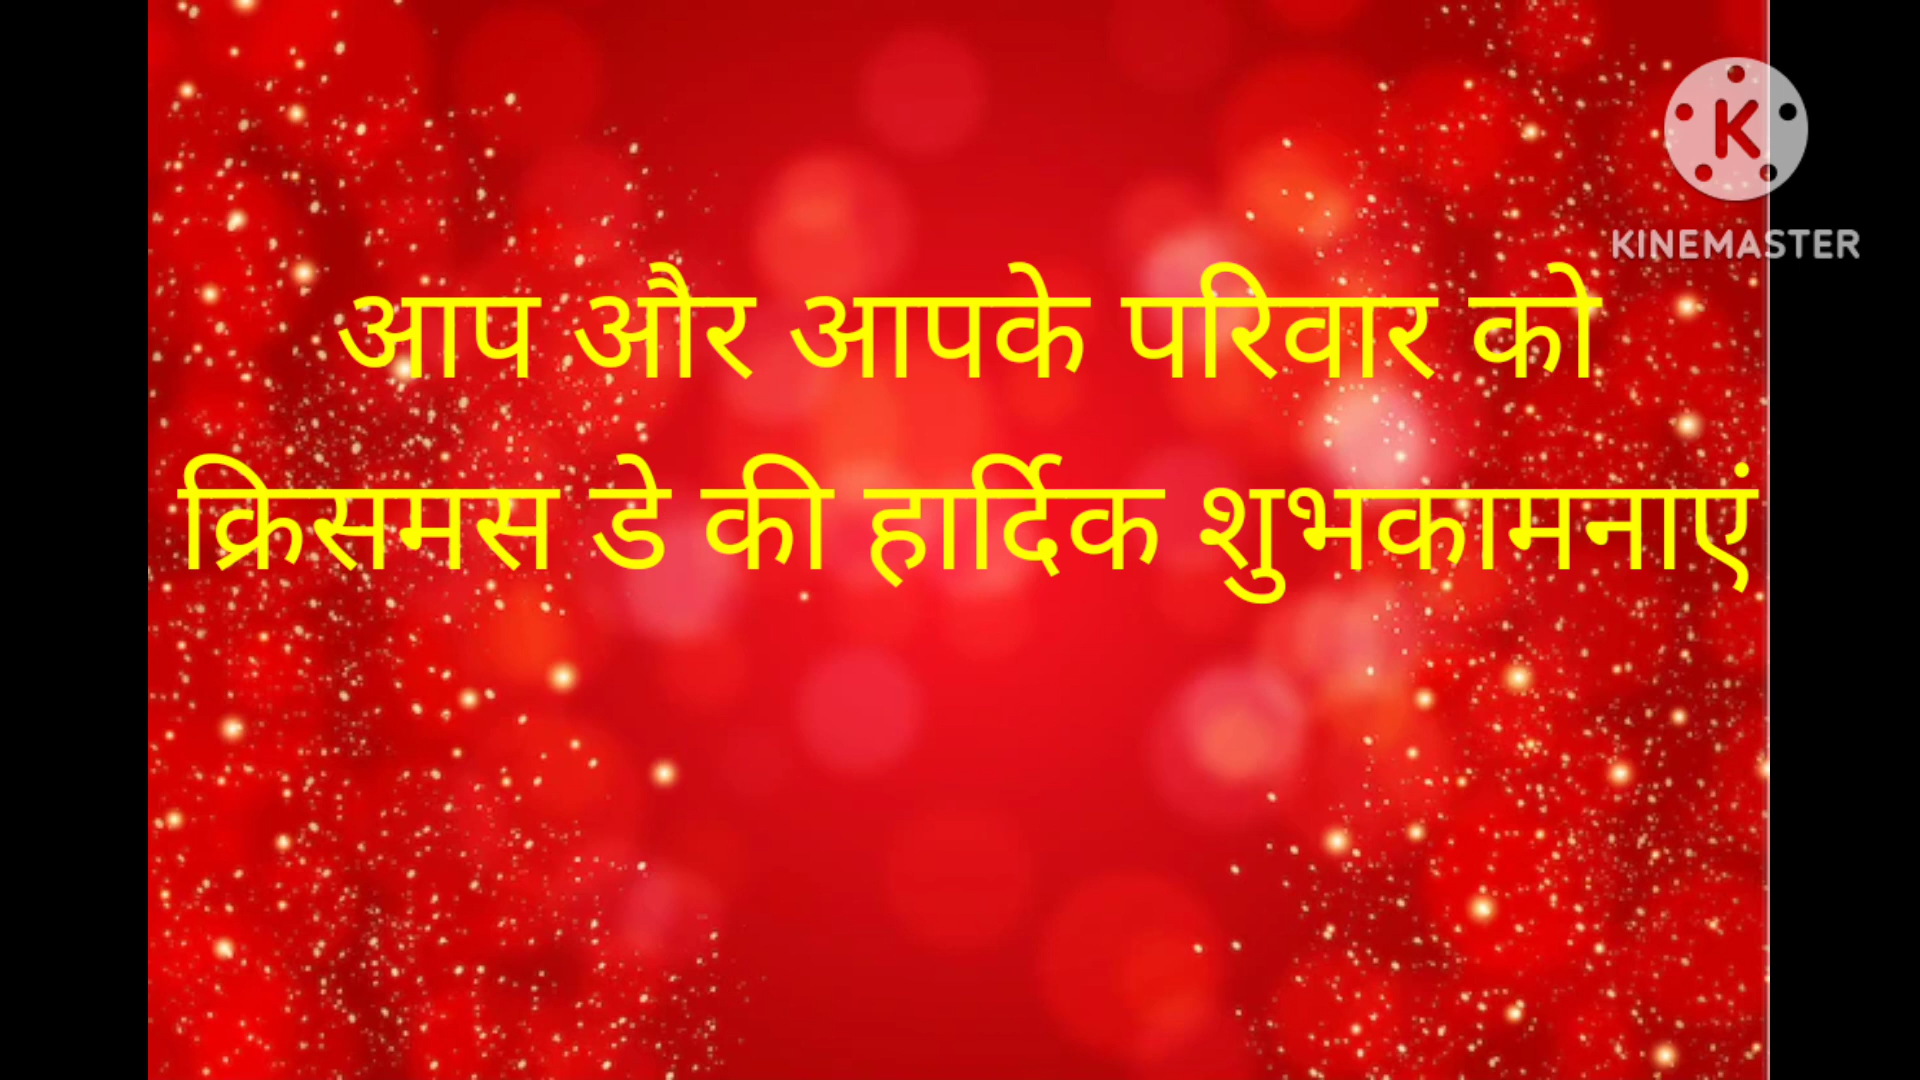 KINEMASTER
आप और आपके परिवार को
क्रिसमस डे की हार्दिक शुभकामनाएं